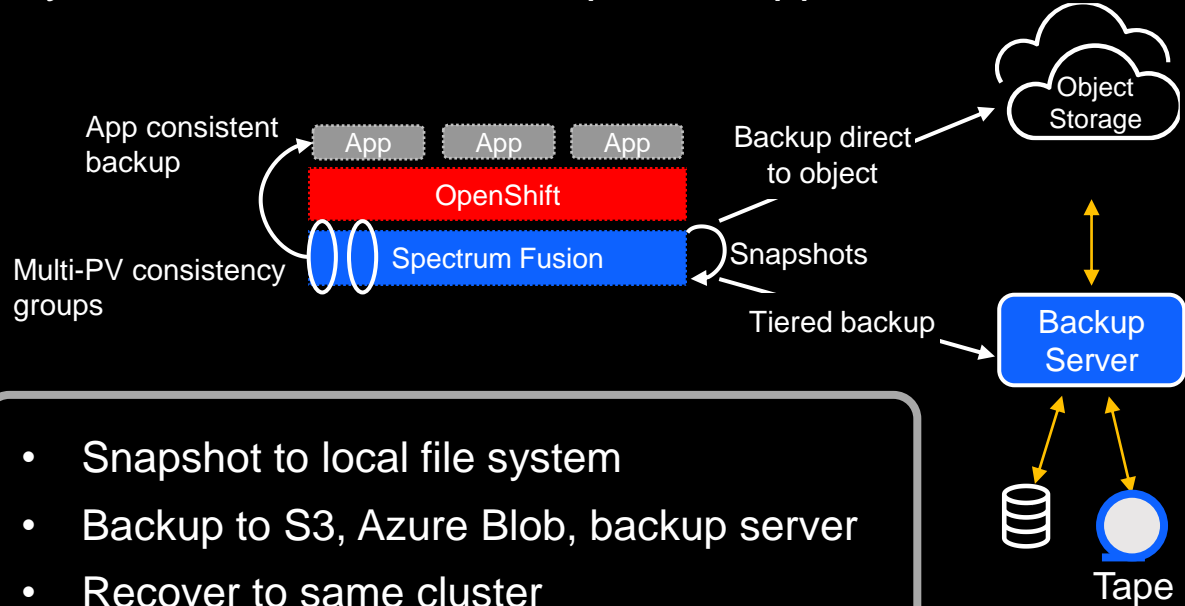 App consistent
backup
App
App
App
Backup direct
to object
Object
Storage
OpenShift
Spectrum Fusion
Snapshots
Multi-PV consistency
groups
Tiered backup
Backup
Server
• Snapshot to local file system
• Backup to S3, Azure Blob, backup server
• Recover to same cluster
Tape